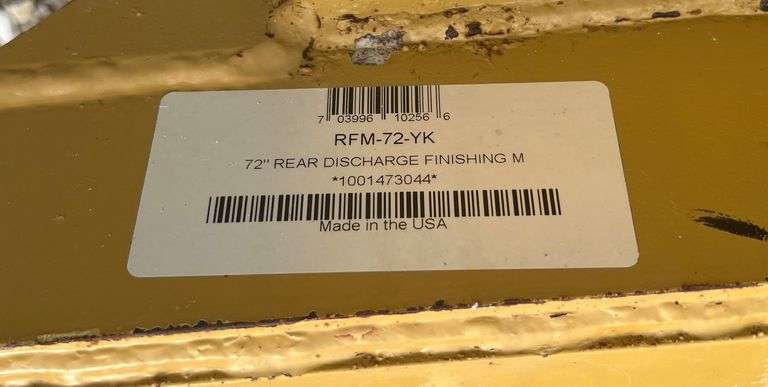 7 03996 10256 6
RFM-72-YK
72" REAR DISCHARGE FINISHING M
*1001473044*
Made in the USA